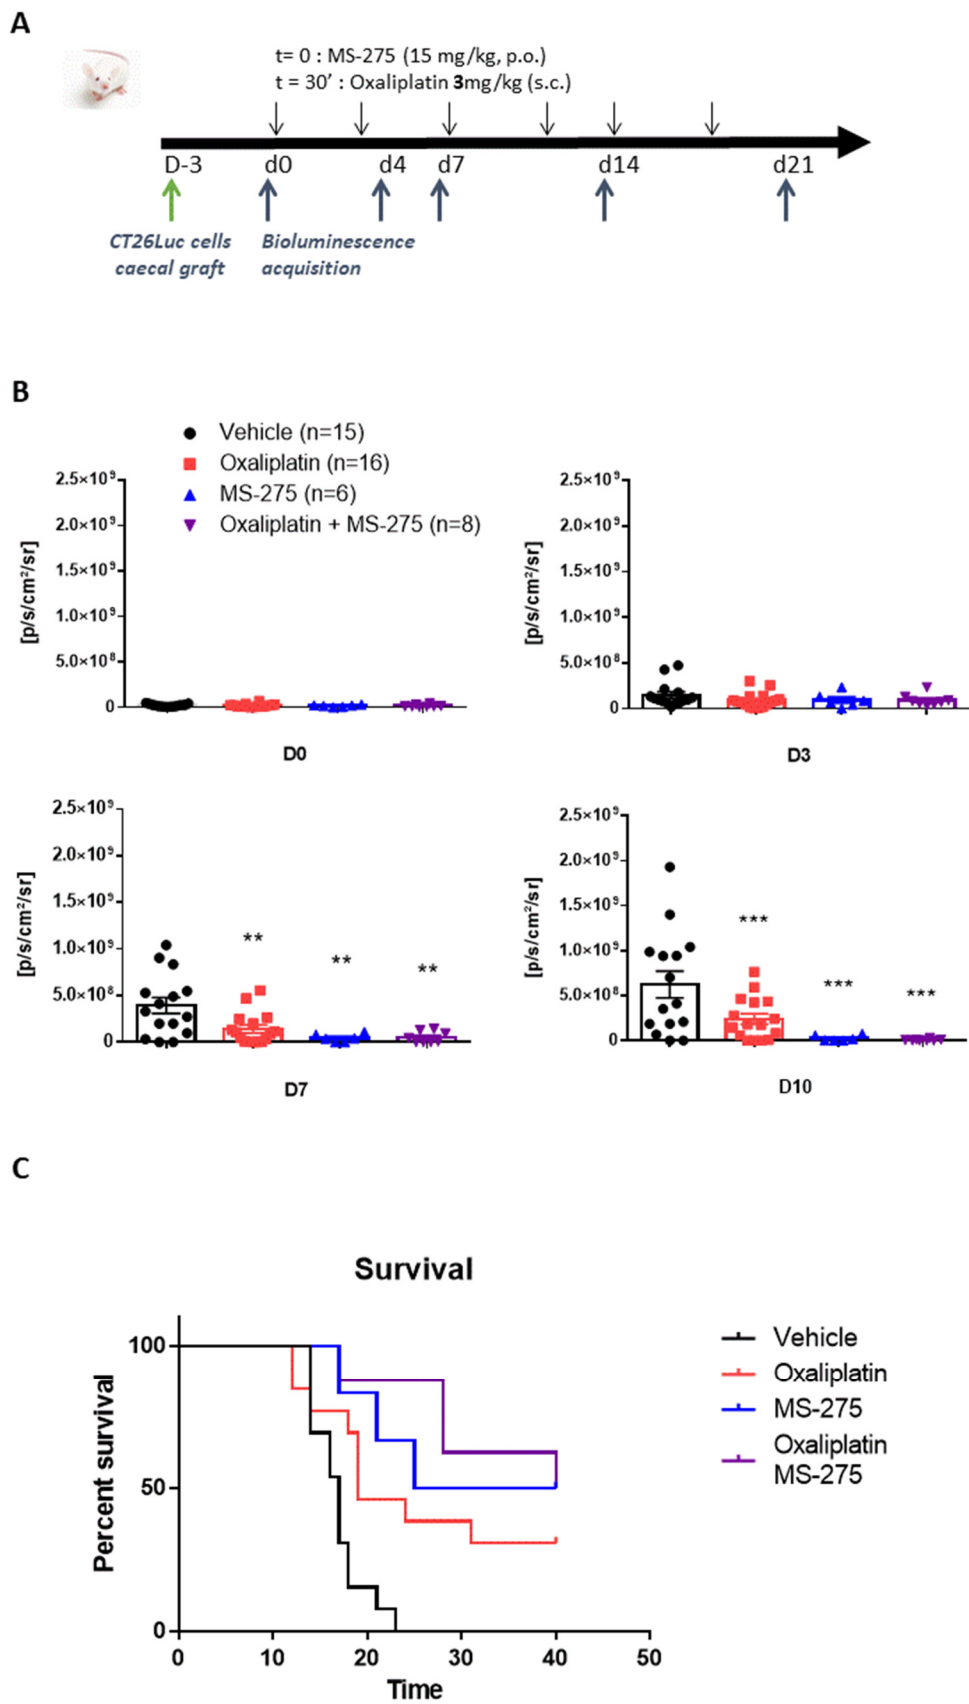 A
t= 0 : MS-275 (15 mg/kg, p.o.)
t = 30’ : Oxaliplatin 3mg/kg (s.c.)
D-3 d0 d4 d7 d14 d21
CT26Luc cells
caecal graft
Bioluminescence
acquisition
B
Vehicle (n=15)
Oxaliplatin (n=16)
MS-275 (n=6)
Oxaliplatin + MS-275 (n=8)
[p/s/cm²/sr]
2.5×10⁹
2.0×10⁹
1.5×10⁹
1.0×10⁹
5.0×10⁸
0
D0
[p/s/cm²/sr]
2.5×10⁹
2.0×10⁹
1.5×10⁹
1.0×10⁹
5.0×10⁸
0
D3
[p/s/cm²/sr]
2.5×10⁹
2.0×10⁹
1.5×10⁹
1.0×10⁹
5.0×10⁸
0
** ** **
D7
[p/s/cm²/sr]
2.5×10⁹
2.0×10⁹
1.5×10⁹
1.0×10⁹
5.0×10⁸
0
*** *** ***
D10
C
Survival
Percent survival
100
50
0
0 10 20 30 40 50
Time
Vehicle
Oxaliplatin
MS-275
Oxaliplatin
MS-275